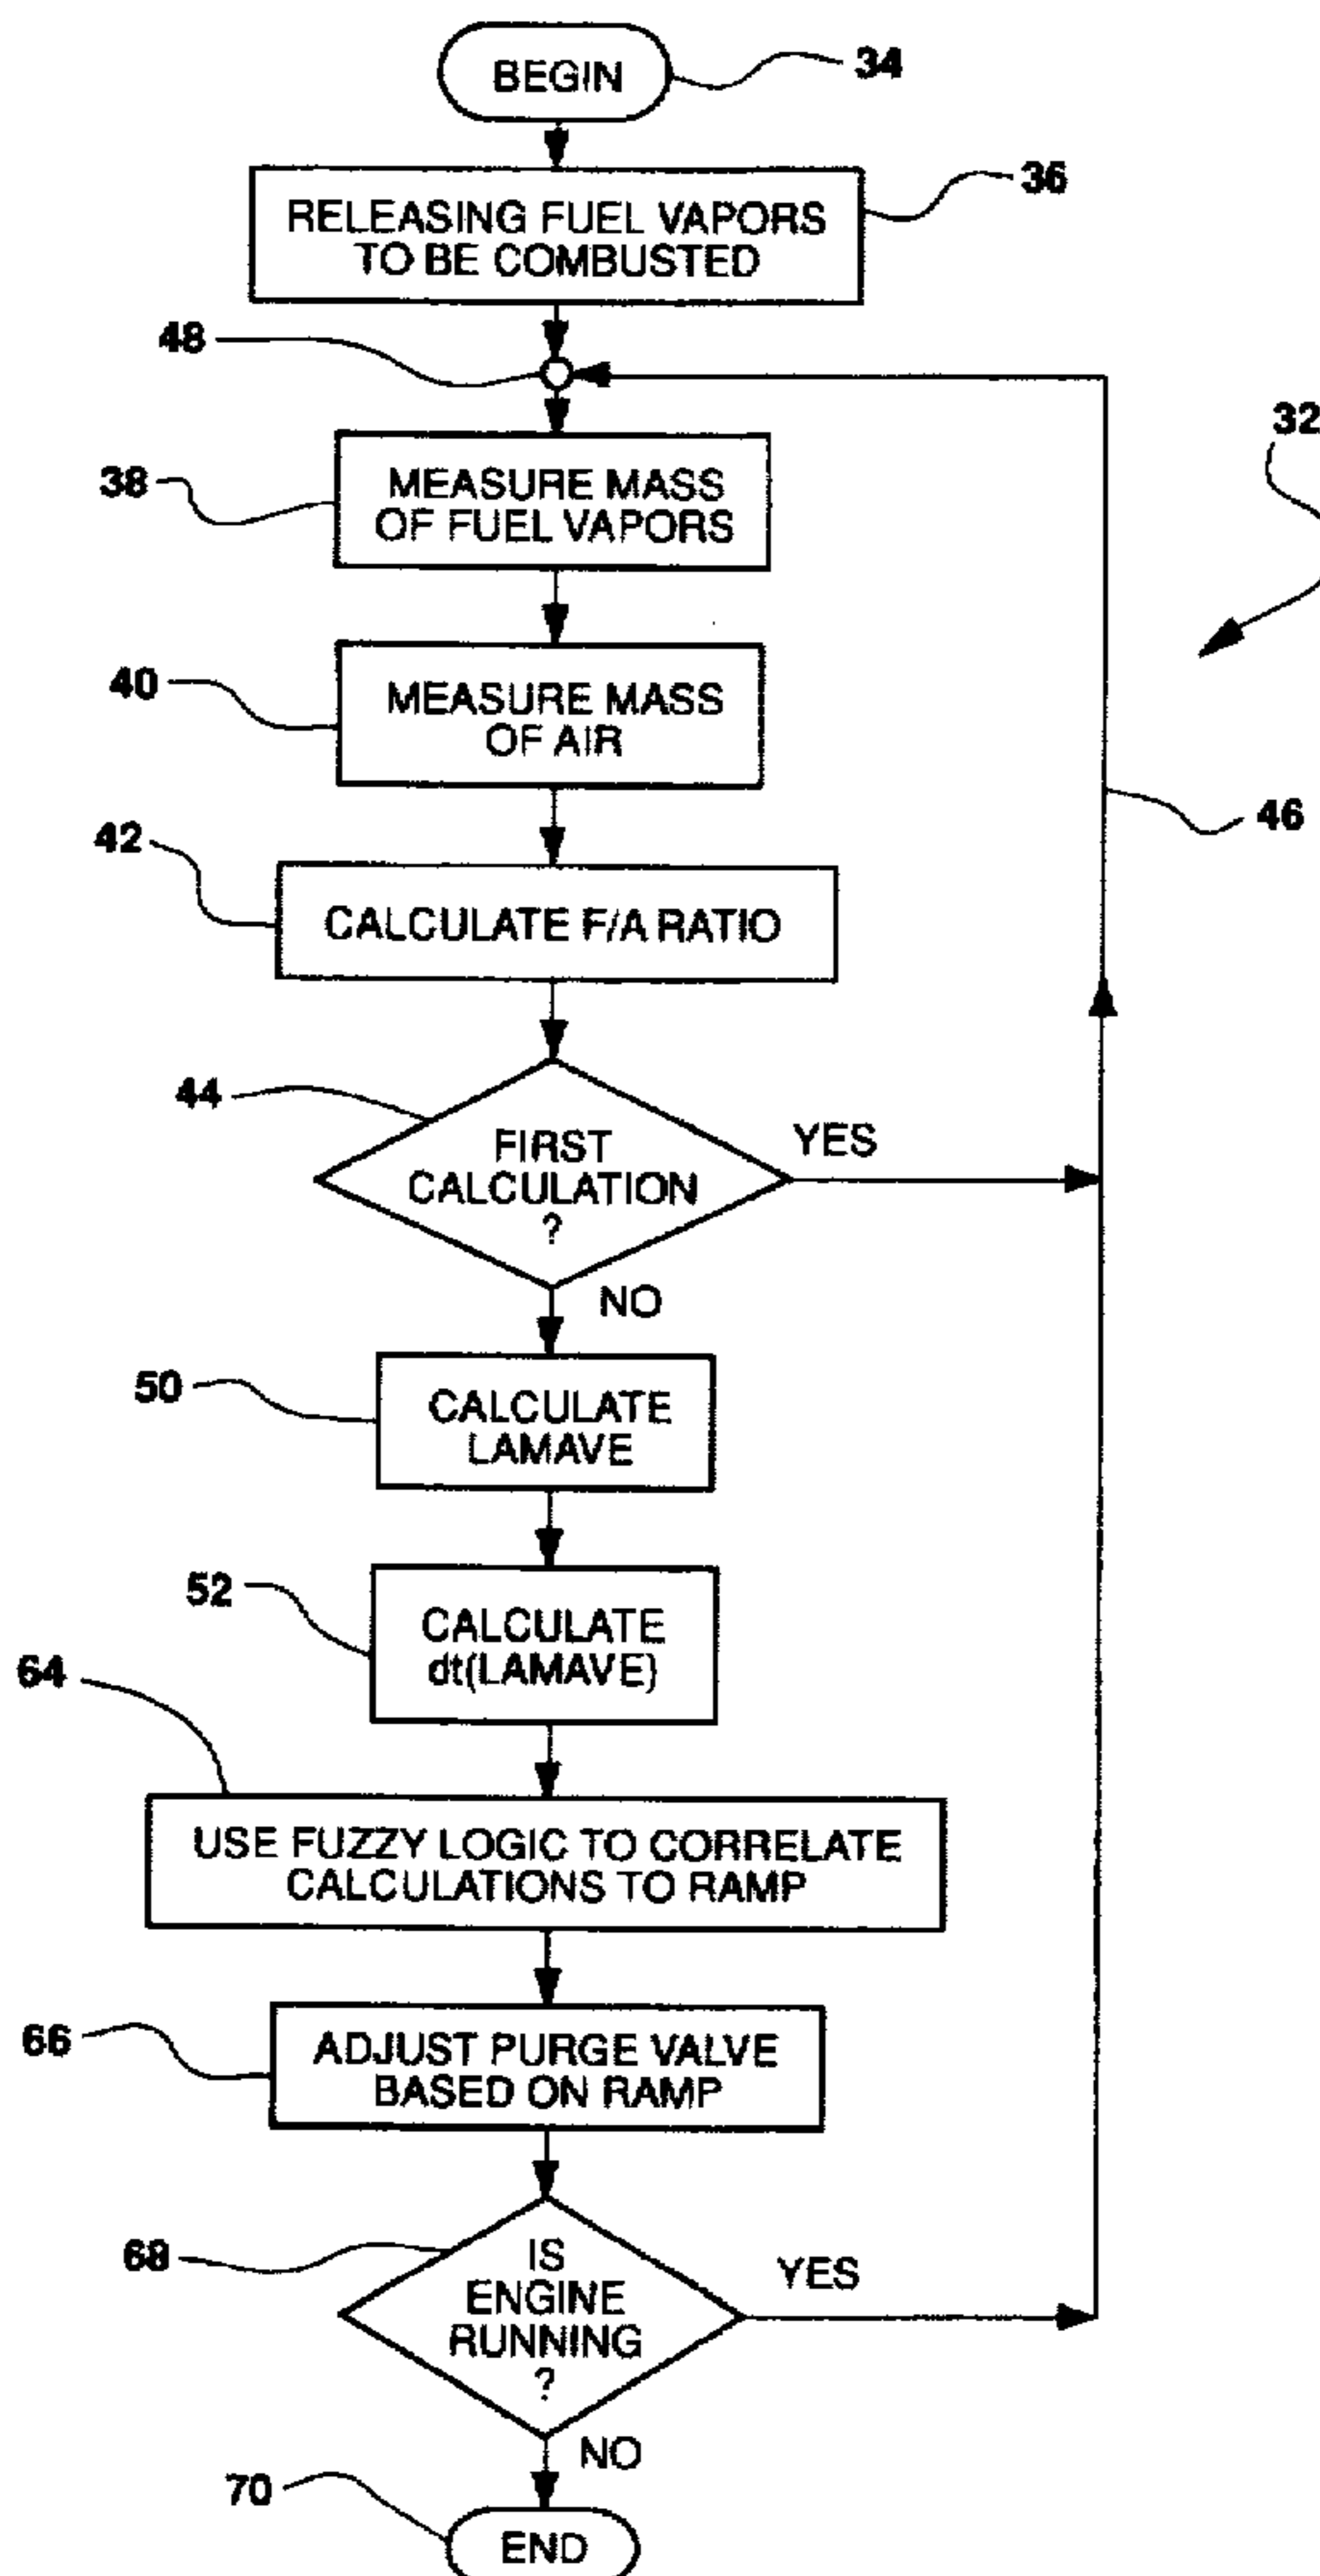 BEGIN
34
RELEASING FUEL VAPORS
TO BE COMBUSTED
36
48
32
MEASURE MASS
OF FUEL VAPORS
38
MEASURE MASS
OF AIR
40
46
42
CALCULATE F/A RATIO
44
FIRST
CALCULATION
?
YES
NO
50
CALCULATE
LAMAVE
52
CALCULATE
dt(LAMAVE)
64
USE FUZZY LOGIC TO CORRELATE
CALCULATIONS TO RAMP
66
ADJUST PURGE VALVE
BASED ON RAMP
68
IS
ENGINE
RUNNING
?
YES
NO
70
END